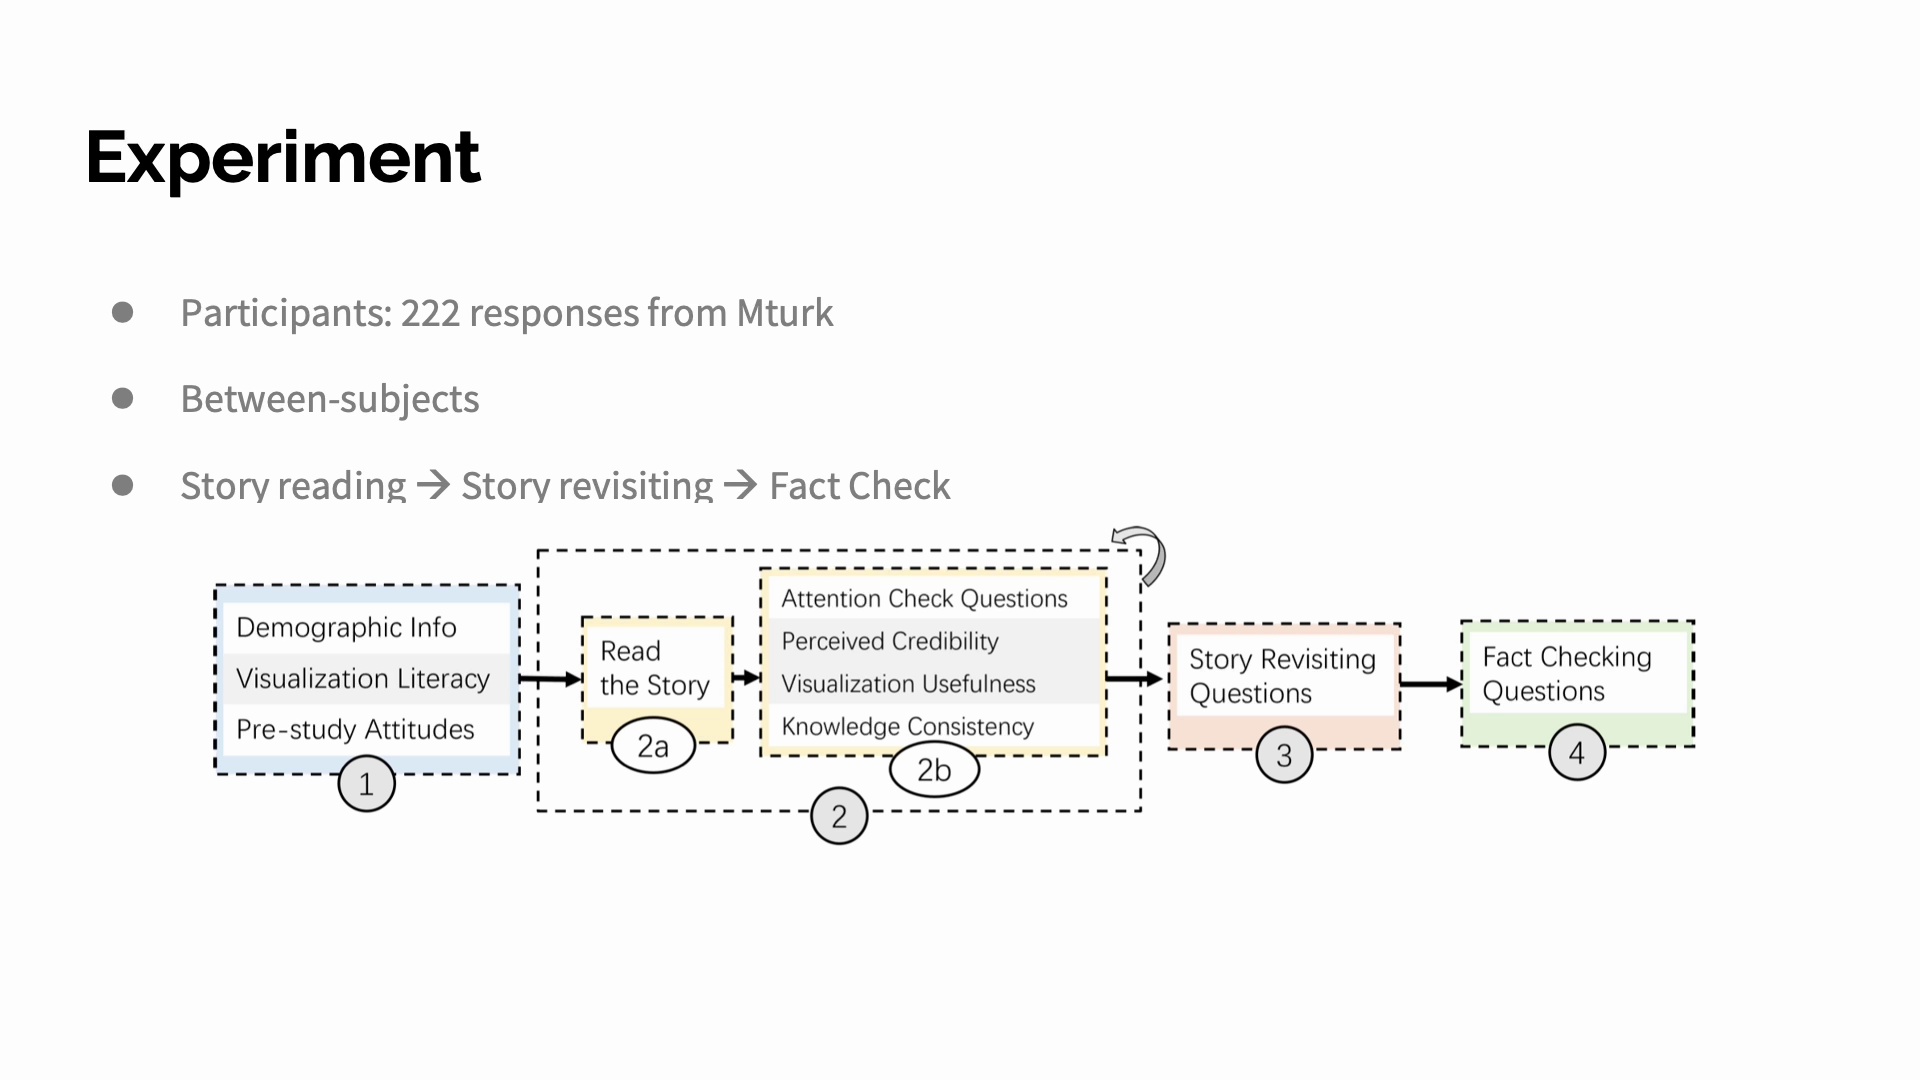 Experiment
● Participants: 222 responses from Mturk
● Between-subjects
● Story reading → Story revisiting → Fact Check
Demographic Info
Visualization Literacy
Pre-study Attitudes
1
Read
the Story
2a
Attention Check Questions
Perceived Credibility
Visualization Usefulness
Knowledge Consistency
2b
2
Story Revisiting
Questions
3
Fact Checking
Questions
4